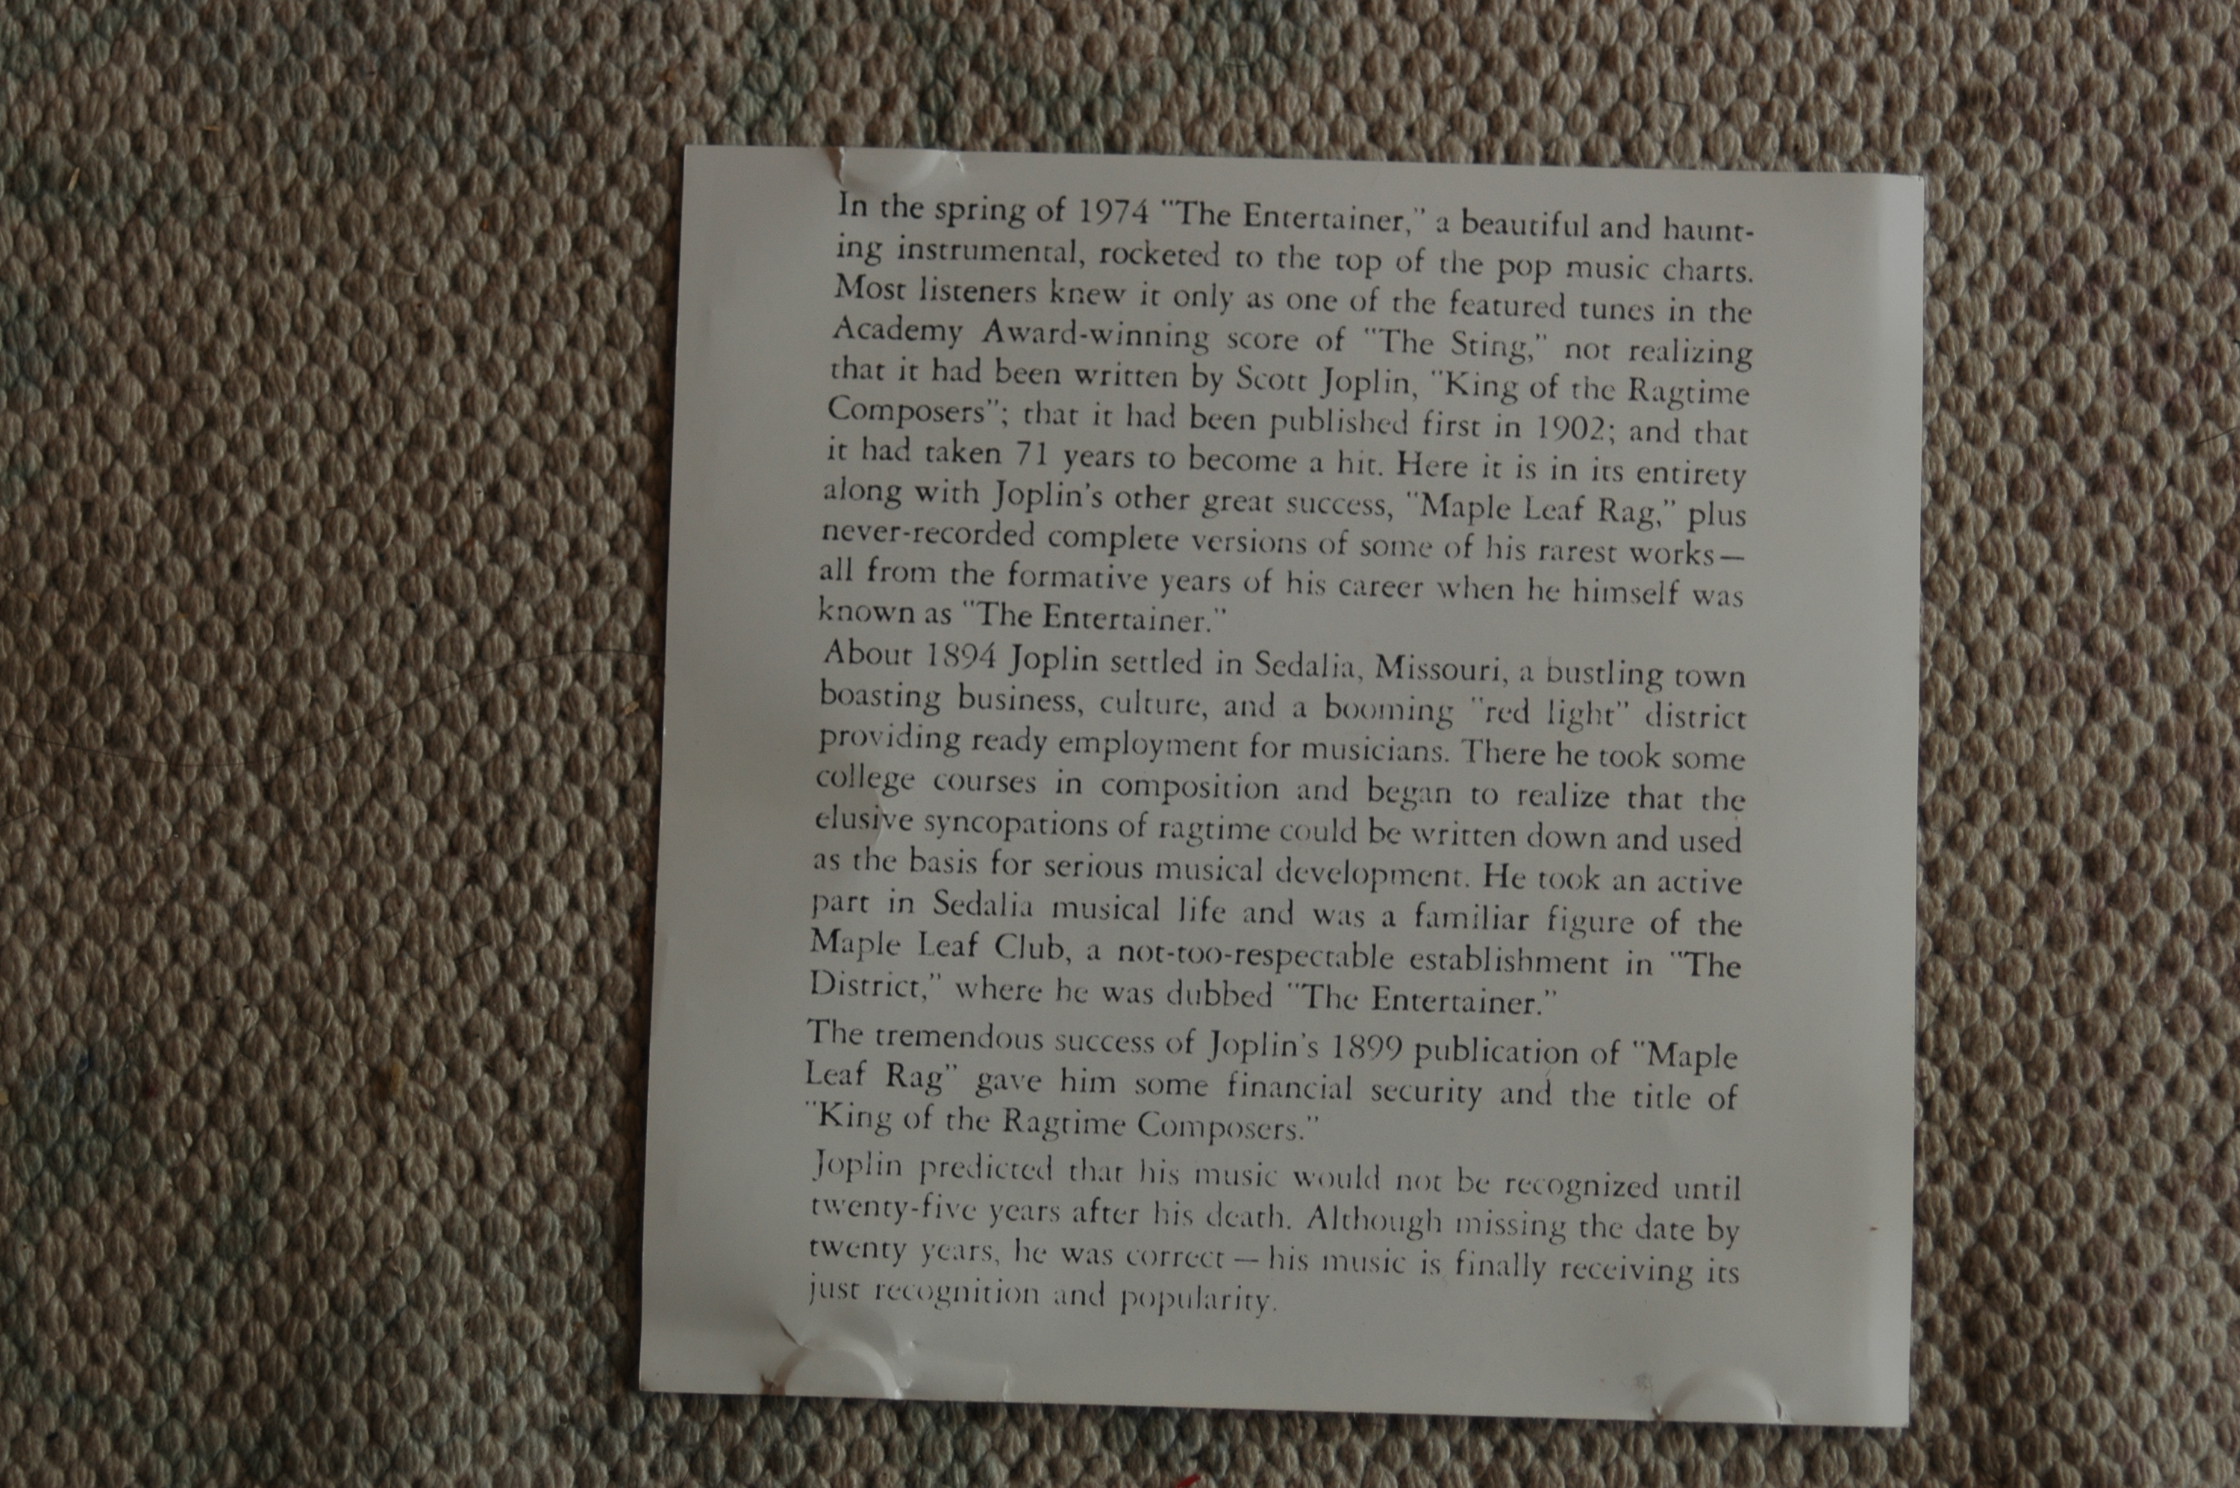 In the spring of 1974 "The Entertainer," a beautiful and haunt-
ing instrumental, rocketed to the top of the pop music charts.
Most listeners knew it only as one of the featured tunes in the
Academy Award-winning score of "The Sting," not realizing
that it had been written by Scott Joplin, "King of the Ragtime
Composers"; that it had been published first in 1902; and that
it had taken 71 years to become a hit. Here it is in its entirety
along with Joplin's other great success, "Maple Leaf Rag," plus
never-recorded complete versions of some of his rarest works—
all from the formative years of his career when he himself was
known as "The Entertainer."
About 1894 Joplin settled in Sedalia, Missouri, a bustling town
boasting business, culture, and a booming "red light" district
providing ready employment for musicians. There he took some
college courses in composition and began to realize that the
elusive syncopations of ragtime could be written down and used
as the basis for serious musical development. He took an active
part in Sedalia musical life and was a familiar figure of the
Maple Leaf Club, a not-too-respectable establishment in "The
District," where he was dubbed "The Entertainer."
The tremendous success of Joplin's 1899 publication of "Maple
Leaf Rag" gave him some financial security and the title of
"King of the Ragtime Composers."
Joplin predicted that his music would not be recognized until
twenty-five years after his death. Although missing the date by
twenty years, he was correct — his music is finally receiving its
just recognition and popularity.